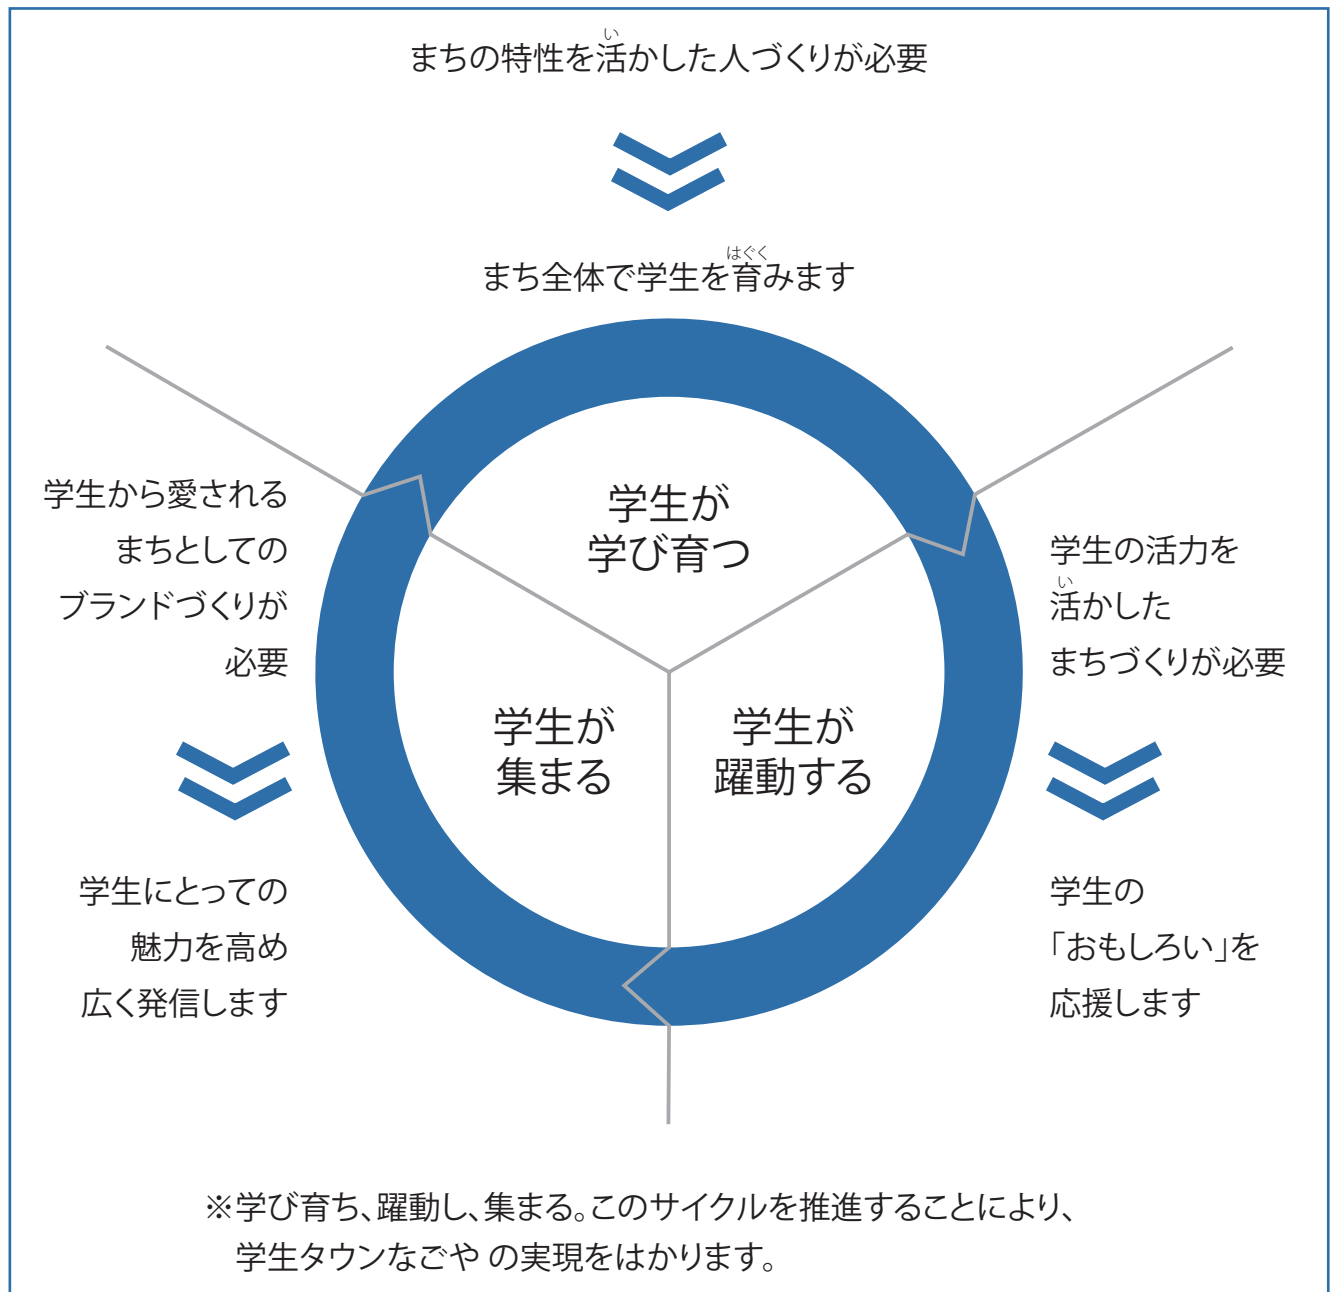 まちの特性を活かした人づくりが必要
まち全体で学生を育みます
学生が
学び育つ
学生の活力を
活かした
まちづくりが必要
学生が
躍動する
学生の
「おもしろい」を
応援します
学生から愛される
まちとしての
ブランドづくりが
必要
学生が
集まる
学生にとっての
魅力を高め
広く発信します
※学び育ち、躍動し、集まる。このサイクルを推進することにより、
学生タウンなごや の実現をはかります。